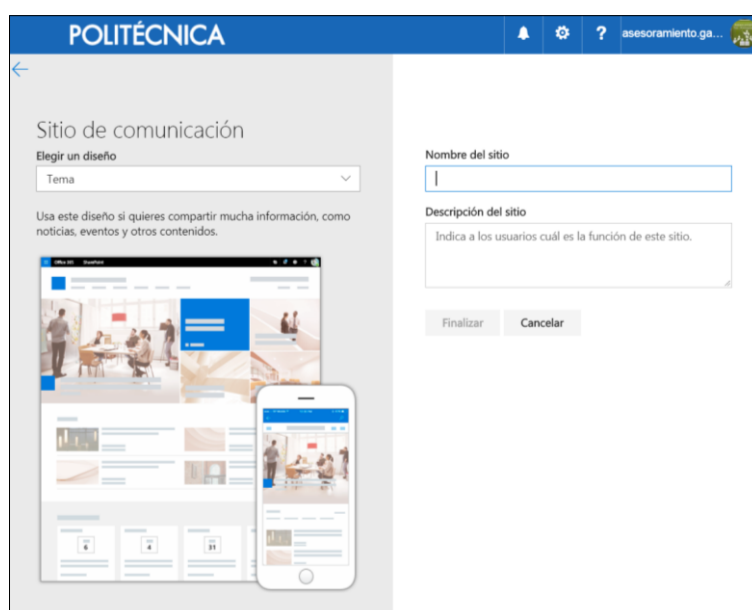 POLITÉCNICA
? asesoramiento.ga...
Sitio de comunicación
Elegir un diseño
Tema
Usa este diseño si quieres compartir mucha información, como
noticias, eventos y otros contenidos.
Office 365 SharePoint
6 4 31
Nombre del sitio
Descripción del sitio
Indica a los usuarios cuál es la función de este sitio.
Finalizar Cancelar